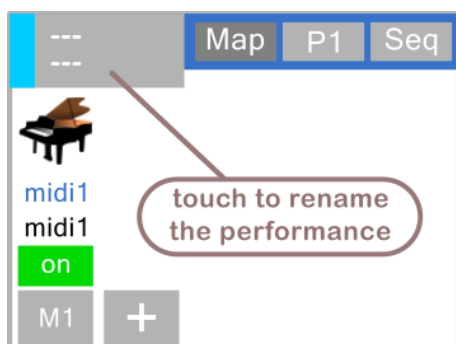 ---
---
Map P1 Seq
midi1
midi1
on
M1 +
touch to rename
the performance